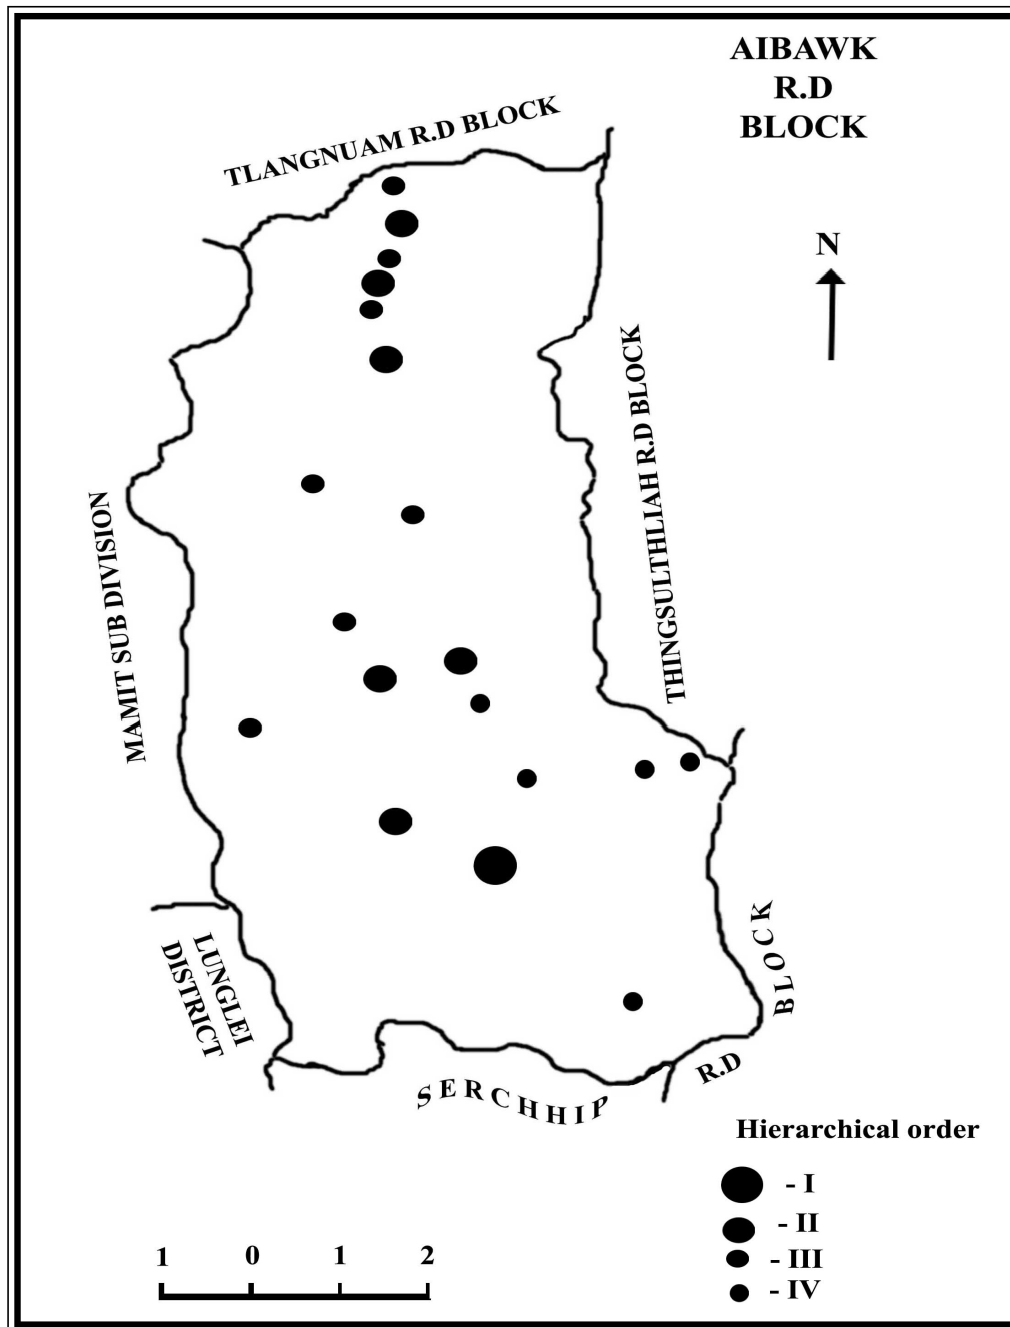 AIBAWK
R.D
BLOCK
TLANGNUAM R.D BLOCK
N
THINGSULTHLIAH R.D BLOCK
MAMIT SUB DIVISION
LUNGLEI
DISTRICT
SERCHHIP R.D BLOCK
Hierarchical order
- I
- II
- III
- IV
1 0 1 2